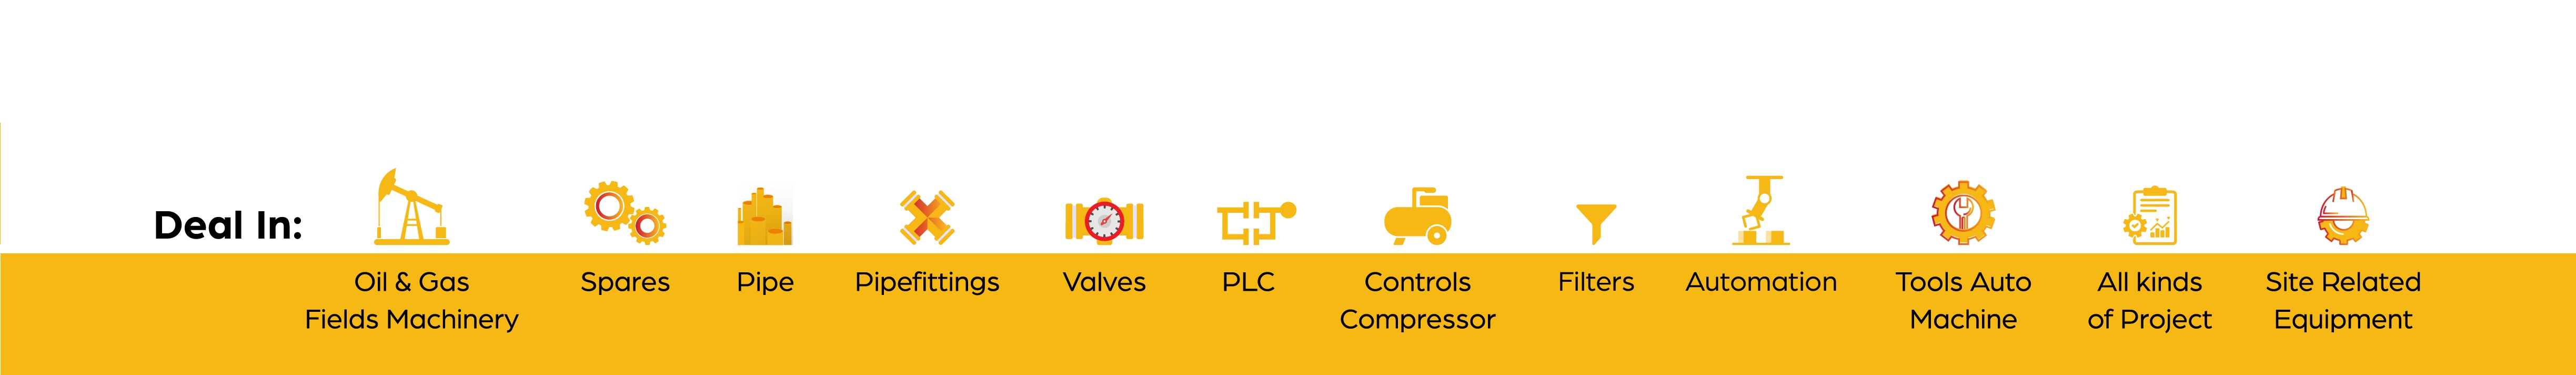 Deal In:
Oil & Gas
Fields Machinery
Spares
Pipe
Pipefittings
Valves
PLC
Controls
Compressor
Filters
Automation
Tools Auto
Machine
All kinds
of Project
Site Related
Equipment